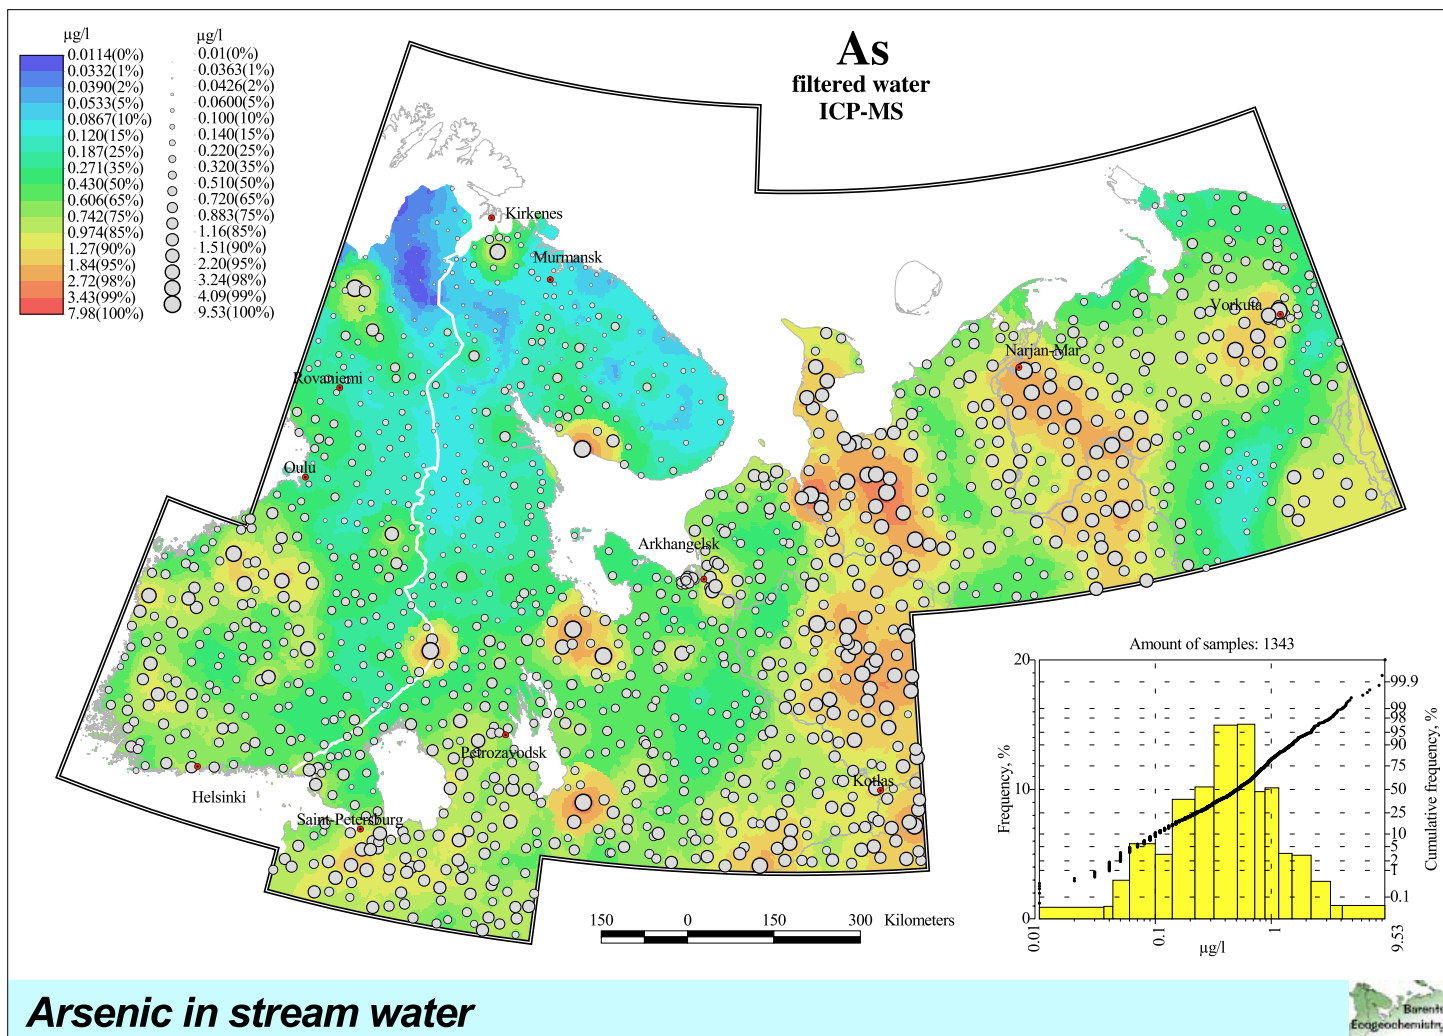 As
filtered water
ICP-MS
µg/l
0.0114(0%)
0.0332(1%)
0.0390(2%)
0.0533(5%)
0.0867(10%)
0.120(15%)
0.187(25%)
0.271(35%)
0.430(50%)
0.606(65%)
0.742(75%)
0.974(85%)
1.27(90%)
1.84(95%)
2.72(98%)
3.43(99%)
7.98(100%)
µg/l
0.01(0%)
0.0363(1%)
0.0426(2%)
0.0600(5%)
0.100(10%)
0.140(15%)
0.220(25%)
0.320(35%)
0.510(50%)
0.720(65%)
0.883(75%)
1.16(85%)
1.51(90%)
2.20(95%)
3.24(98%)
4.09(99%)
9.53(100%)
Kirkenes
Murmansk
Vorkuta
Narjan-Mar
Rovaniemi
Oulu
Arkhangelsk
Petrozavodsk
Kotlas
Helsinki
Saint-Petersburg
150 0 150 300 Kilometers
Amount of samples: 1343
Frequency, %
20
10
0
99.9
99
98
95
90
75
50
25
10
5
2
1
0.1
Cumulative frequency, %
0.01
0.1
1
9.53
µg/l
Arsenic in stream water
Barents
Ecogeochemistry